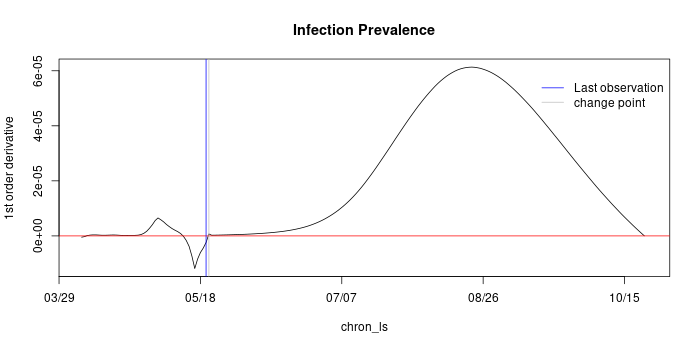 Infection Prevalence
1st order derivative
6e-05
4e-05
2e-05
0e+00
Last observation
change point
03/29 05/18 07/07 08/26 10/15
chron_ls